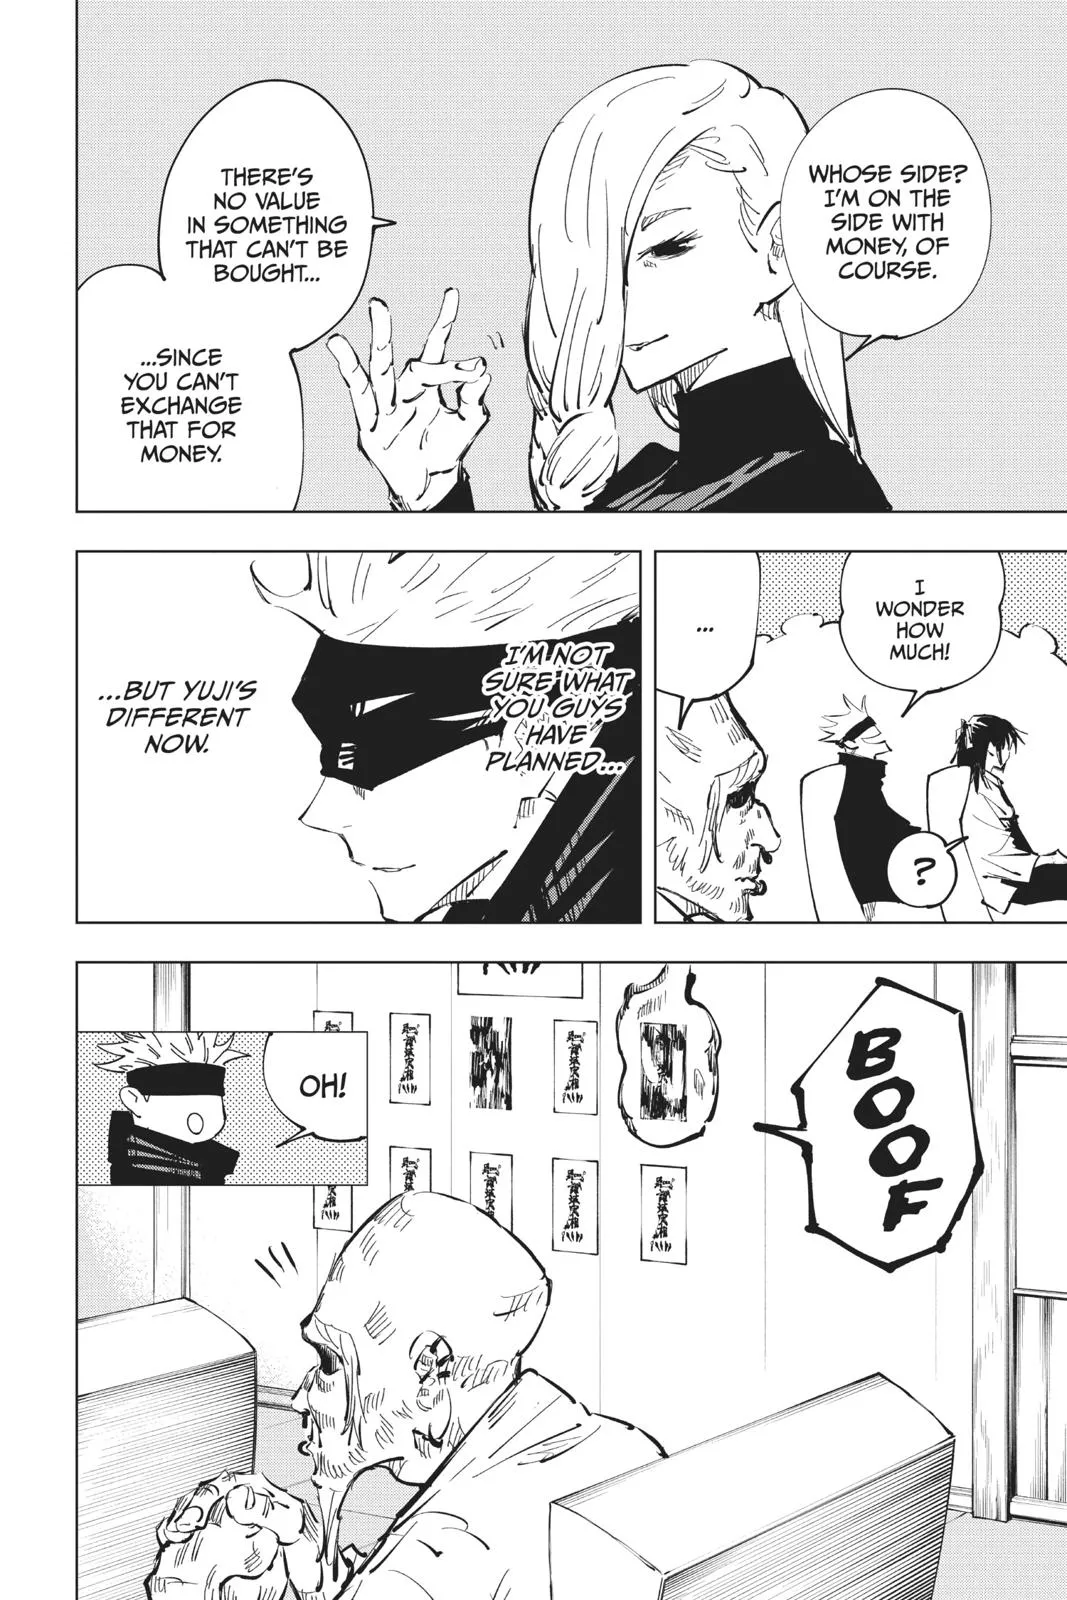 WHOSE SIDE?
I'M ON THE
SIDE WITH
MONEY, OF
COURSE.
THERE'S
NO VALUE
IN SOMETHING
THAT CAN'T BE
BOUGHT...
...SINCE
YOU CAN'T
EXCHANGE
THAT FOR
MONEY.
I
WONDER
HOW
MUCH!
?
...
I'M NOT
SURE WHAT
YOU GUYS
HAVE
PLANNED...
...BUT YUJI'S
DIFFERENT
NOW.
BOOF
OH!